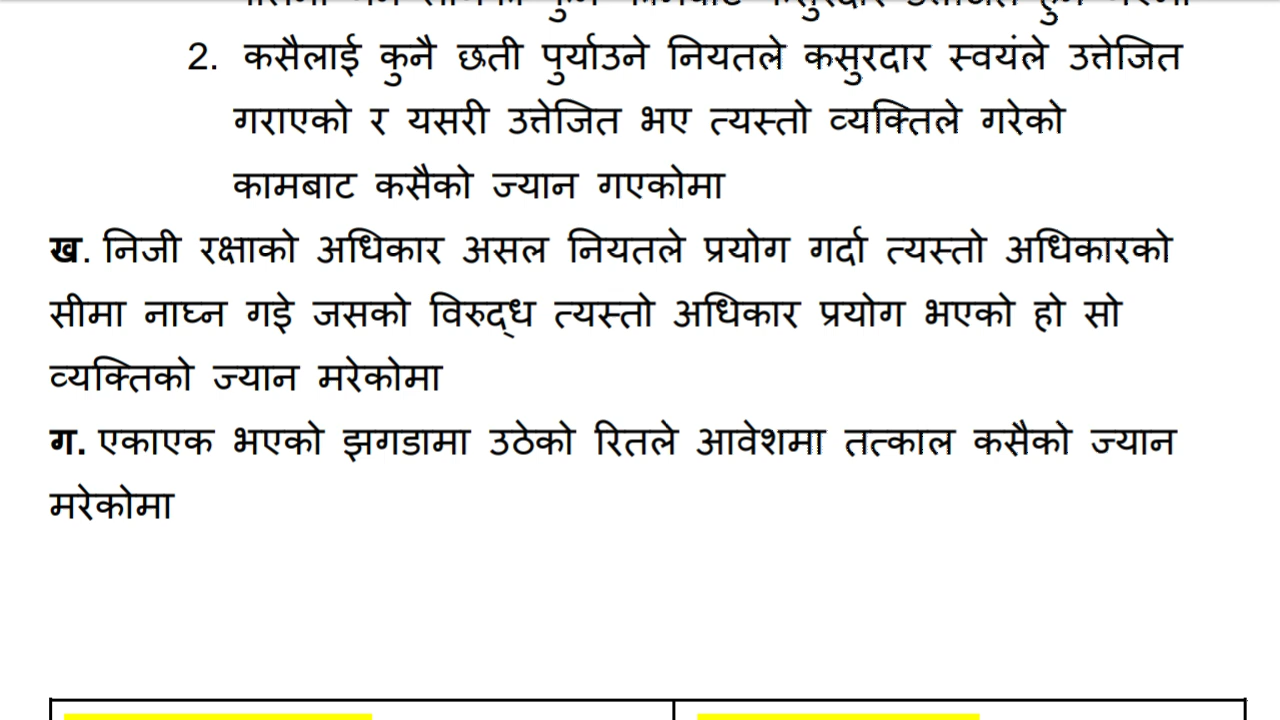 2. कसैलाई कुनै छती पुर्याउने नियतले कसुरदार स्वयंले उत्तेजित
गराएको र यसरी उत्तेजित भए त्यस्तो व्यक्तिले गरेको
कामबाट कसैको ज्यान गएकोमा
ख. निजी रक्षाको अधिकार असल नियतले प्रयोग गर्दा त्यस्तो अधिकारको
सीमा नाघ्न गई जसको विरुद्ध त्यस्तो अधिकार प्रयोग भएको हो सो
व्यक्तिको ज्यान मरेकोमा
ग. एकाएक भएको झगडामा उठेको रितले आवेशमा तत्काल कसैको ज्यान
मरेकोमा